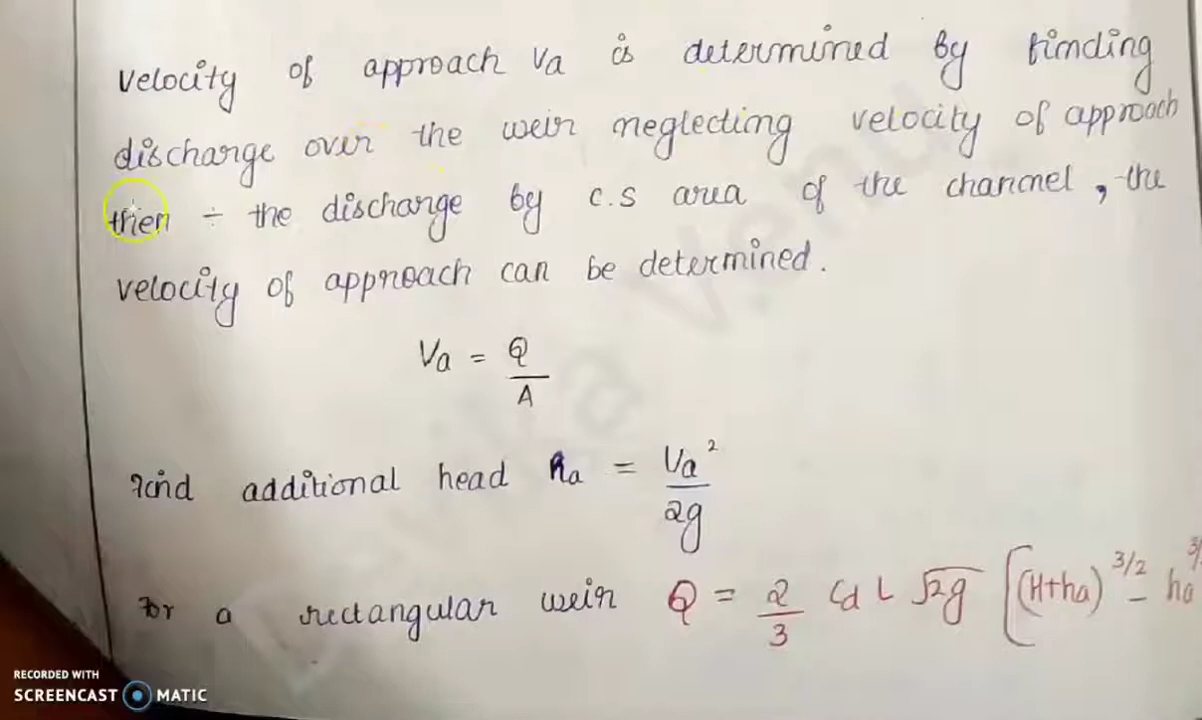 Velocity of approach Va is determined by finding
discharge over the weir neglecting velocity of approach
then ÷ the discharge by c.s area of the channel, the
velocity of approach can be determined.
Va = Q/A
Find additional head ha = Va²/2g
For a rectangular weir Q = 2/3 Cd L √2g [(H+ha)^3/2 - ha^3/
RECORDED WITH
SCREENCAST MATIC